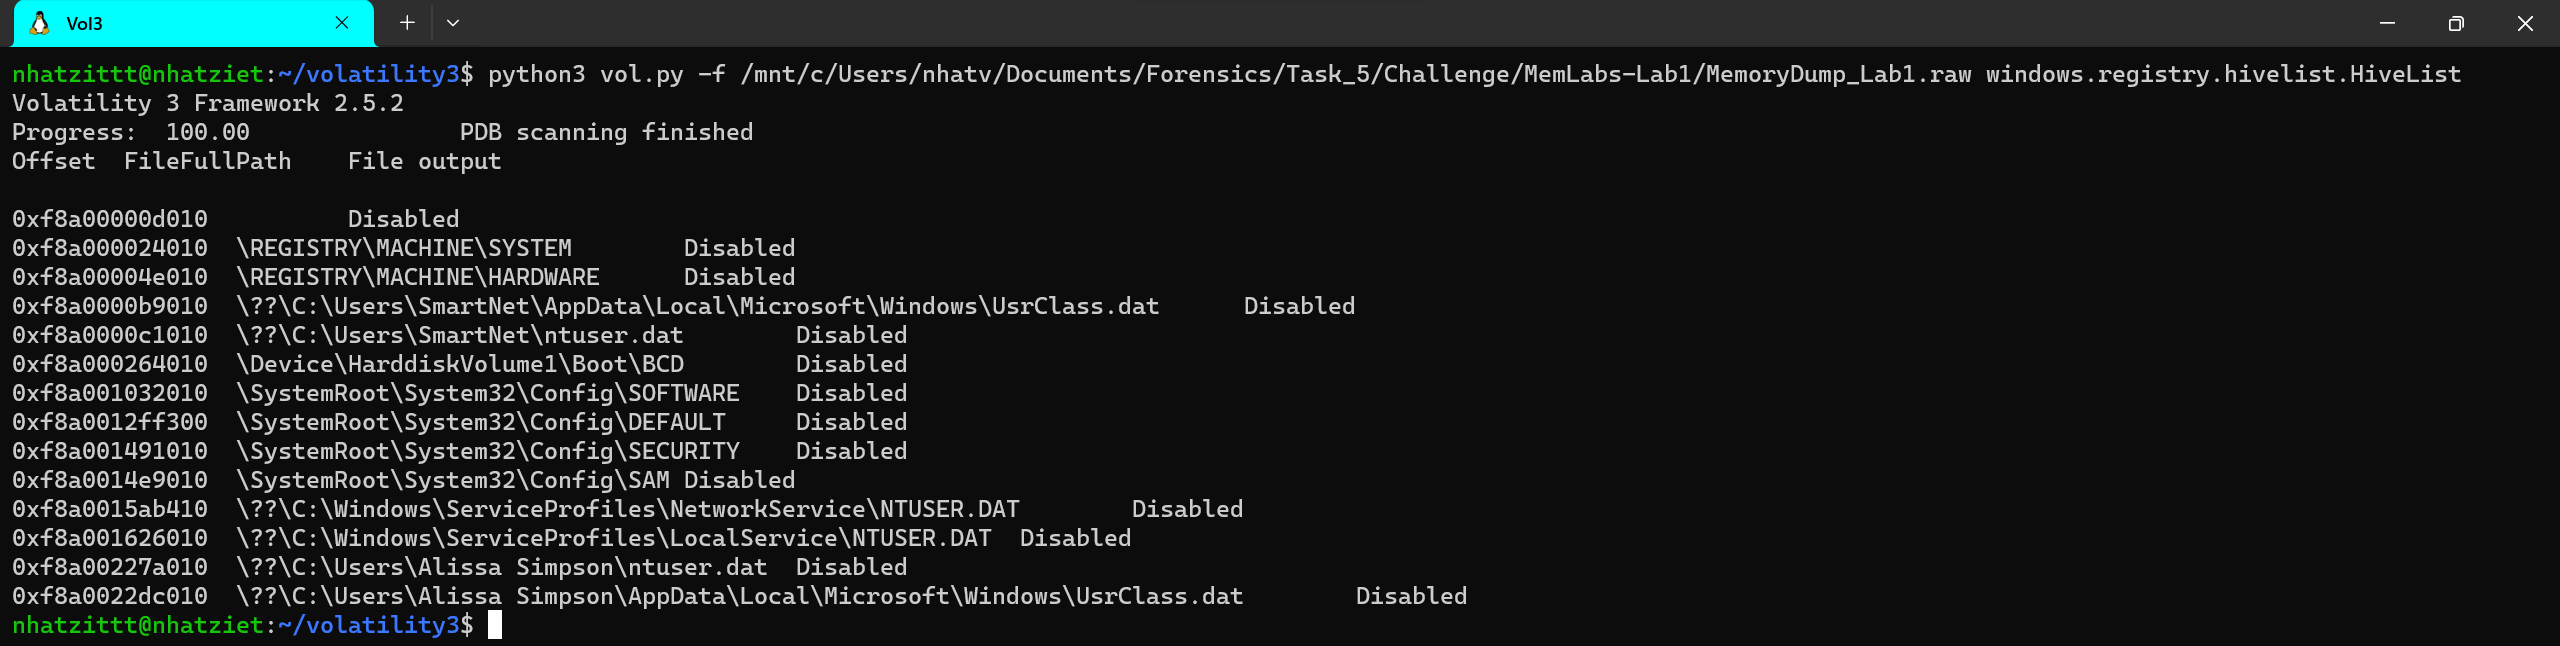 Vol3
nhatzittt@nhatziet:~/volatility3$ python3 vol.py -f /mnt/c/Users/nhatv/Documents/Forensics/Task_5/Challenge/MemLabs-Lab1/MemoryDump_Lab1.raw windows.registry.hivelist.HiveList
Volatility 3 Framework 2.5.2
Progress:  100.00               PDB scanning finished
Offset  FileFullPath    File output
0xf8a00000d010          Disabled
0xf8a000024010  \REGISTRY\MACHINE\SYSTEM        Disabled
0xf8a00004e010  \REGISTRY\MACHINE\HARDWARE      Disabled
0xf8a0000b9010  \??\C:\Users\SmartNet\AppData\Local\Microsoft\Windows\UsrClass.dat      Disabled
0xf8a0000c1010  \??\C:\Users\SmartNet\ntuser.dat        Disabled
0xf8a000264010  \Device\HarddiskVolume1\Boot\BCD        Disabled
0xf8a001032010  \SystemRoot\System32\Config\SOFTWARE    Disabled
0xf8a0012ff300  \SystemRoot\System32\Config\DEFAULT     Disabled
0xf8a001491010  \SystemRoot\System32\Config\SECURITY    Disabled
0xf8a0014e9010  \SystemRoot\System32\Config\SAM Disabled
0xf8a0015ab410  \??\C:\Windows\ServiceProfiles\NetworkService\NTUSER.DAT        Disabled
0xf8a001626010  \??\C:\Windows\ServiceProfiles\LocalService\NTUSER.DAT  Disabled
0xf8a00227a010  \??\C:\Users\Alissa Simpson\ntuser.dat  Disabled
0xf8a0022dc010  \??\C:\Users\Alissa Simpson\AppData\Local\Microsoft\Windows\UsrClass.dat        Disabled
nhatzittt@nhatziet:~/volatility3$